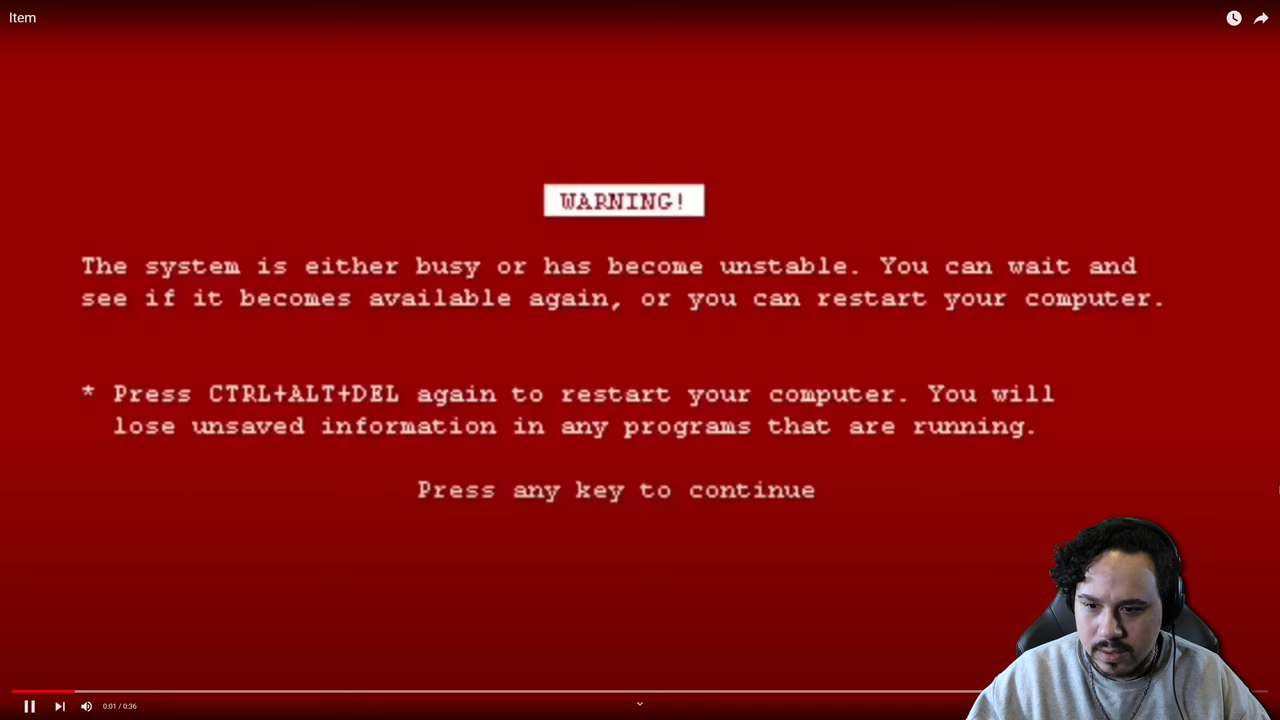 Item
WARNING!
The system is either busy or has become unstable. You can wait and
see if it becomes available again, or you can restart your computer.
* Press CTRL+ALT+DEL again to restart your computer. You will
lose unsaved information in any programs that are running.
Press any key to continue
0:01 / 0:36